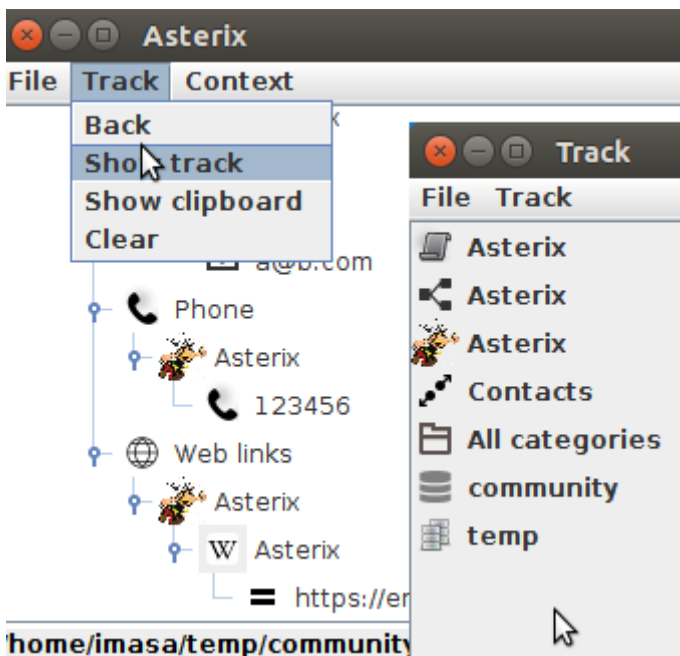 Asterix
File Track Context
Back
Show track
Show clipboard
Clear
a@b.com
Phone
Asterix
123456
Web links
Asterix
W Asterix
https://er
/home/imasa/temp/community
Track
File Track
Asterix
Asterix
Asterix
Contacts
All categories
community
temp